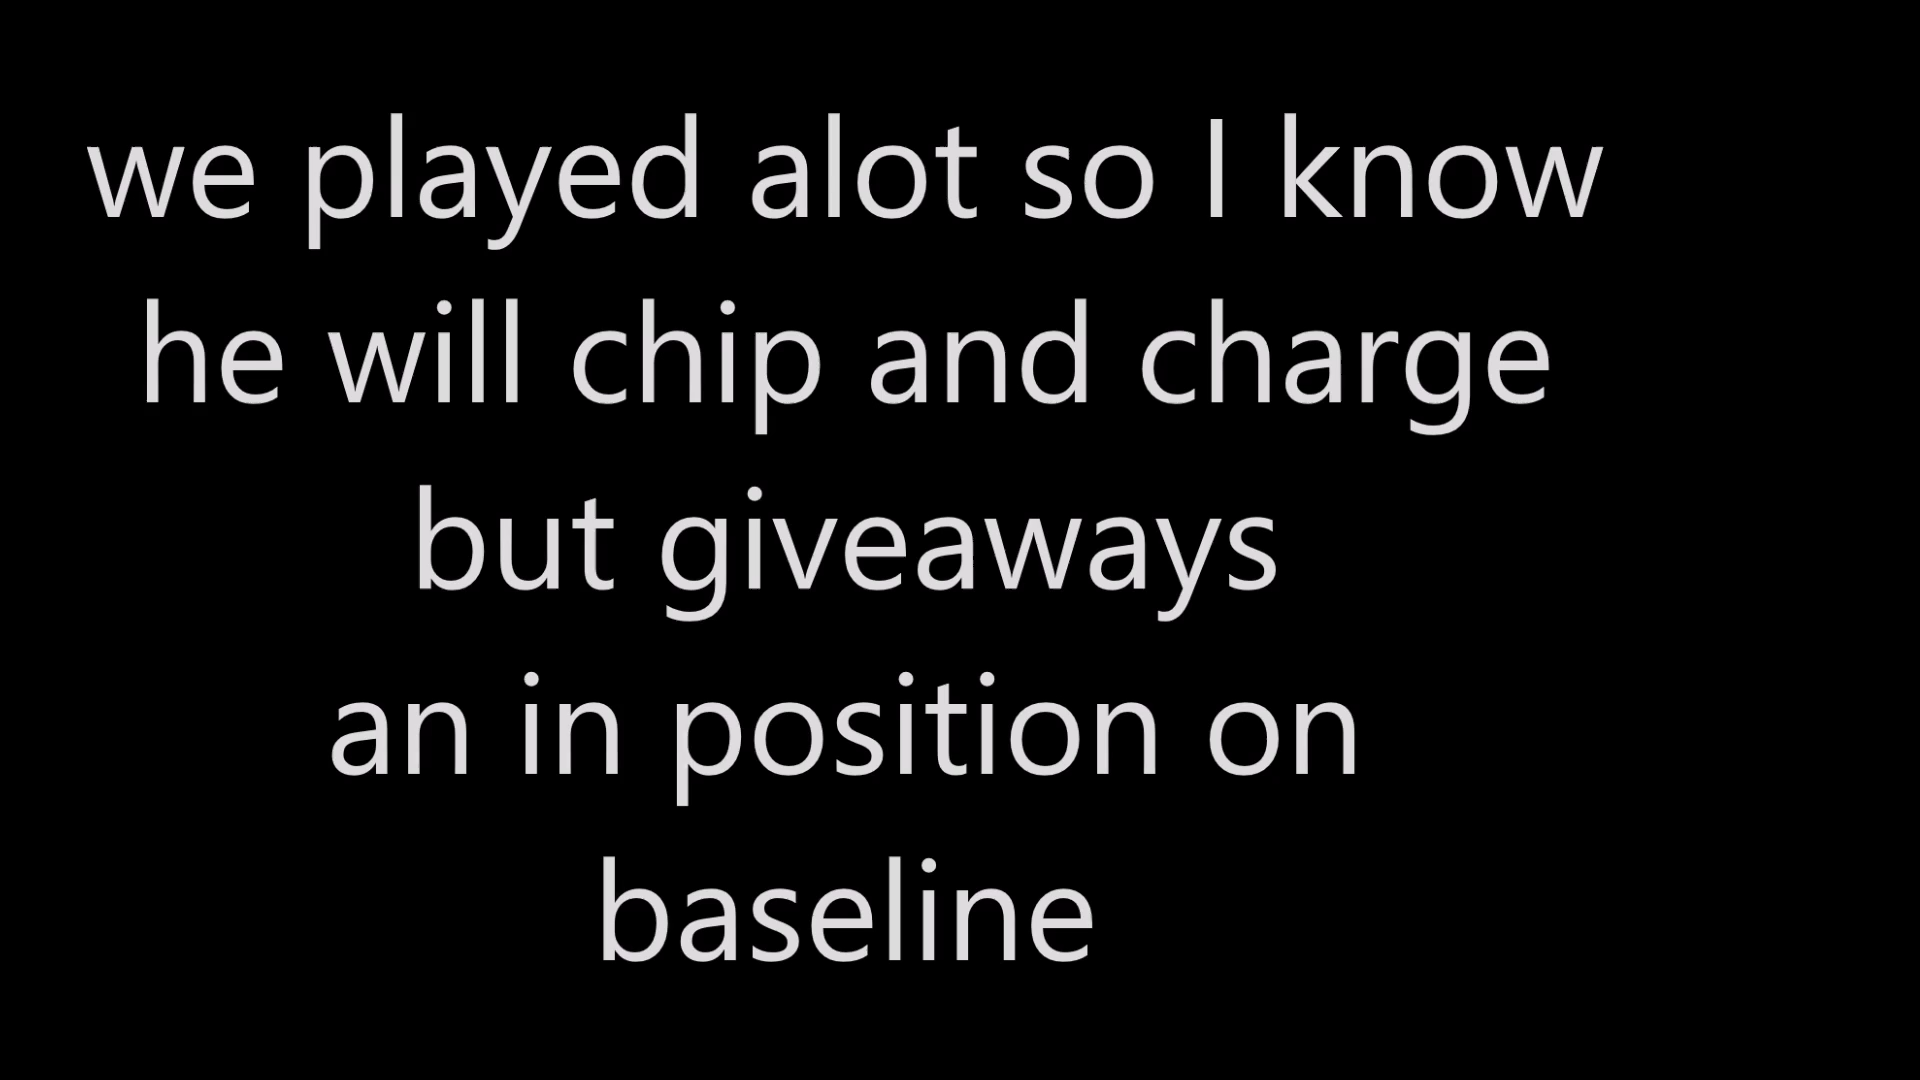 we played alot so I know
he will chip and charge
but giveaways
an in position on
baseline